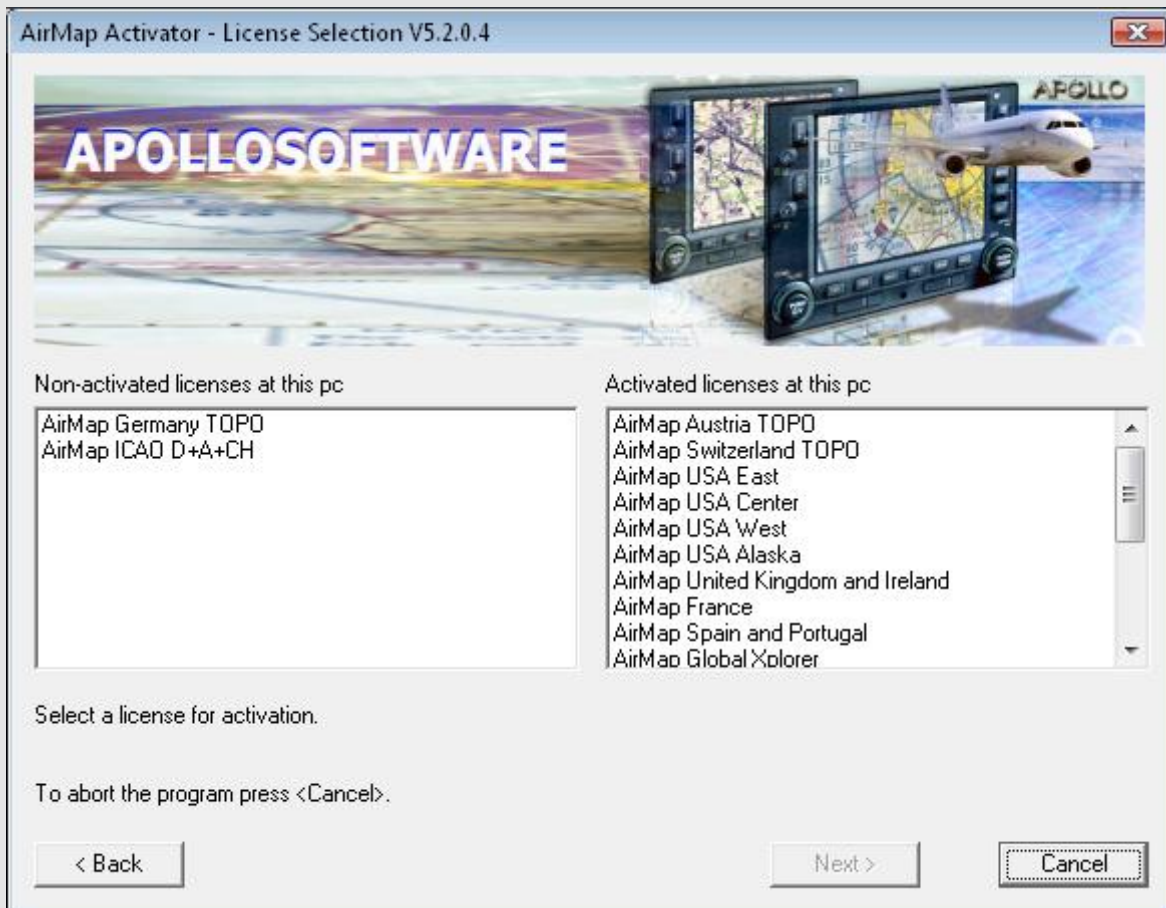 AirMap Activator - License Selection V5.2.0.4
APOLLO
APOLLOSOFTWARE
Non-activated licenses at this pc
AirMap Germany TOPO
AirMap ICAO D+A+CH
Activated licenses at this pc
AirMap Austria TOPO
AirMap Switzerland TOPO
AirMap USA East
AirMap USA Center
AirMap USA West
AirMap USA Alaska
AirMap United Kingdom and Ireland
AirMap France
AirMap Spain and Portugal
AirMap Global Xplorer
Select a license for activation.
To abort the program press <Cancel>.
< Back
Next >
Cancel